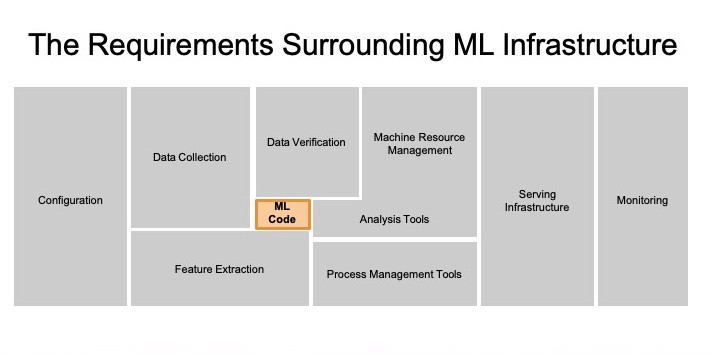 The Requirements Surrounding ML Infrastructure
Configuration
Data Collection
Data Verification
Machine Resource
Management
ML
Code
Analysis Tools
Feature Extraction
Process Management Tools
Serving
Infrastructure
Monitoring